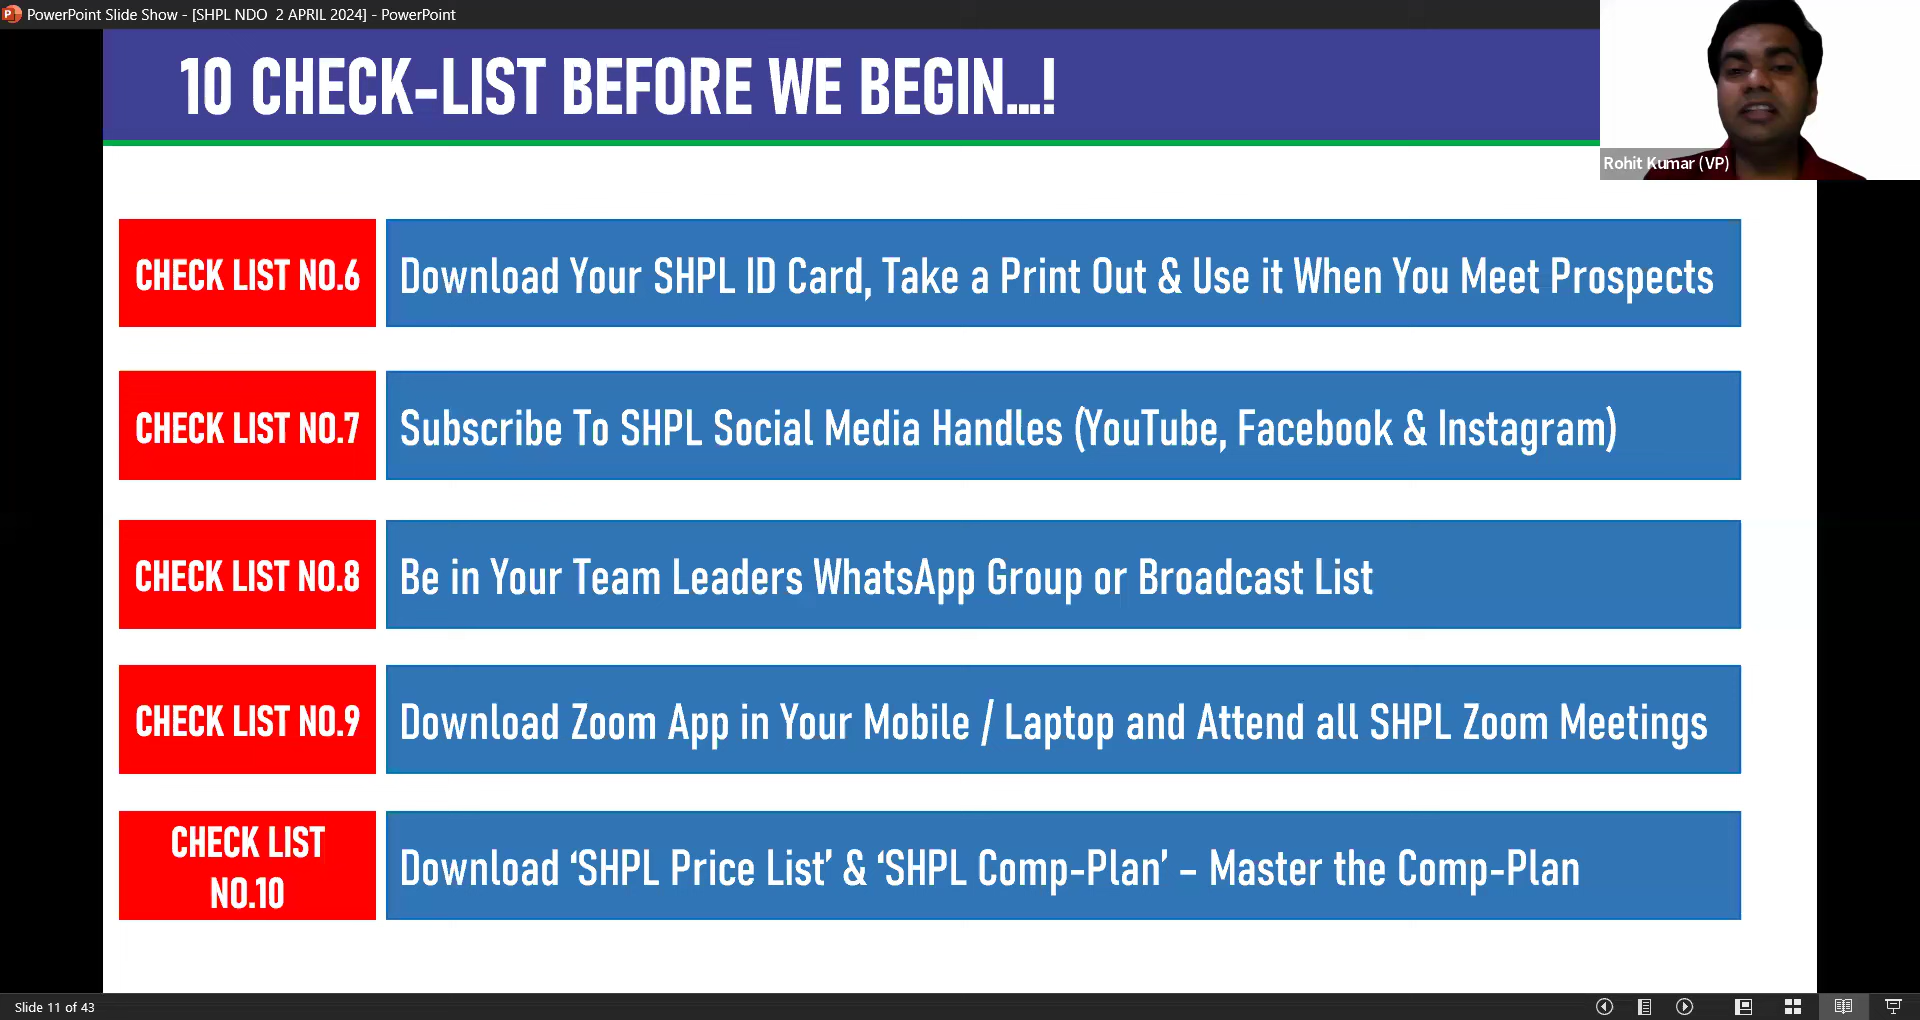 PowerPoint Slide Show - [SHPL NDO  2 APRIL 2024] - PowerPoint
10 CHECK-LIST BEFORE WE BEGIN...!
Rohit Kumar (VP)
CHECK LIST NO.6
Download Your SHPL ID Card, Take a Print Out & Use it When You Meet Prospects
CHECK LIST NO.7
Subscribe To SHPL Social Media Handles (YouTube, Facebook & Instagram)
CHECK LIST NO.8
Be in Your Team Leaders WhatsApp Group or Broadcast List
CHECK LIST NO.9
Download Zoom App in Your Mobile / Laptop and Attend all SHPL Zoom Meetings
CHECK LIST
NO.10
Download ‘SHPL Price List’ & ‘SHPL Comp-Plan’ – Master the Comp-Plan
Slide 11 of 43